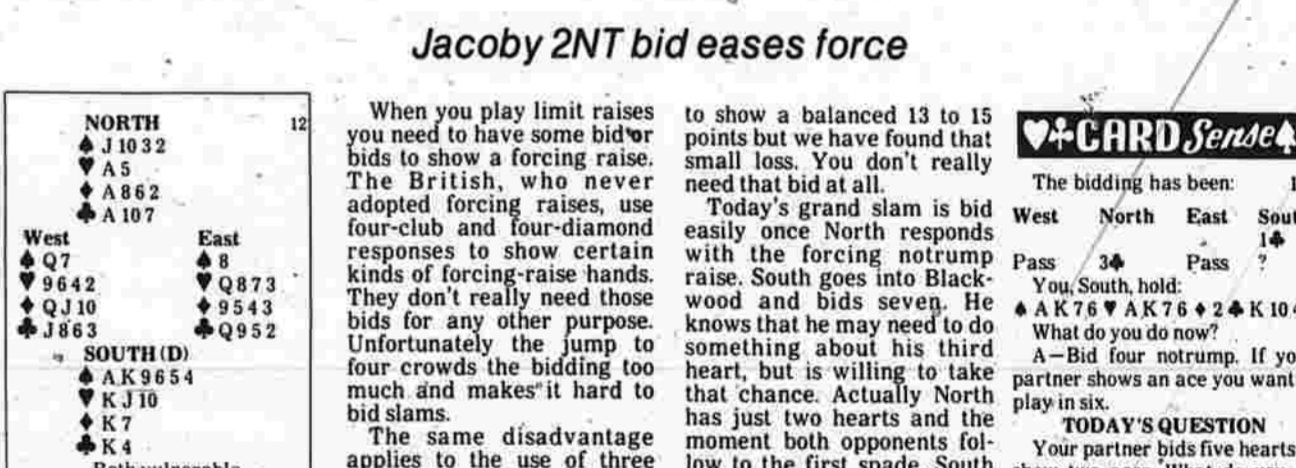 Jacoby 2NT bid eases force
NORTH 12
♠ J 10 3 2
♥ A 5
♦ A 8 6 2
♣ A 10 7
West East
♠ Q 7 ♠ 8
♥ 9 6 4 2 ♥ Q 8 7 3
♦ Q J 10 ♦ 9 5 4 3
♣ J 8 6 3 ♣ Q 9 5 2
SOUTH (D)
♠ A K 9 6 5 4
♥ K J 10
♦ K 7
♣ K 4
Both vulnerable
When you play limit raises
you need to have some bid or
bids to show a forcing raise.
The British, who never
adopted forcing raises, use
four-club and four-diamond
responses to show certain
kinds of forcing-raise hands.
They don't really need those
bids for any other purpose.
Unfortunately the jump to
four crowds the bidding too
much and makes it hard to
bid slams.
The same disadvantage
applies to the use of three
to show a balanced 13 to 15
points but we have found that
small loss. You don't really
need that bid at all.
Today's grand slam is bid
easily once North responds
with the forcing notrump
raise. South goes into Black-
wood and bids seven. He
knows that he may need to do
something about his third
heart, but is willing to take
that chance. Actually North
has just two hearts and the
moment both opponents fol-
low to the first spade, South
♥♣CARD Sense♠
The bidding has been:
West North East Sout
1♣
Pass 3♣ Pass ?
You, South, hold:
♠ A K 7 6 ♥ A K 7 6 ♦ 2 ♣ K 10 4
What do you do now?
A—Bid four notrump. If yo
partner shows an ace you want
play in six.
TODAY'S QUESTION
Your partner bids five hearts